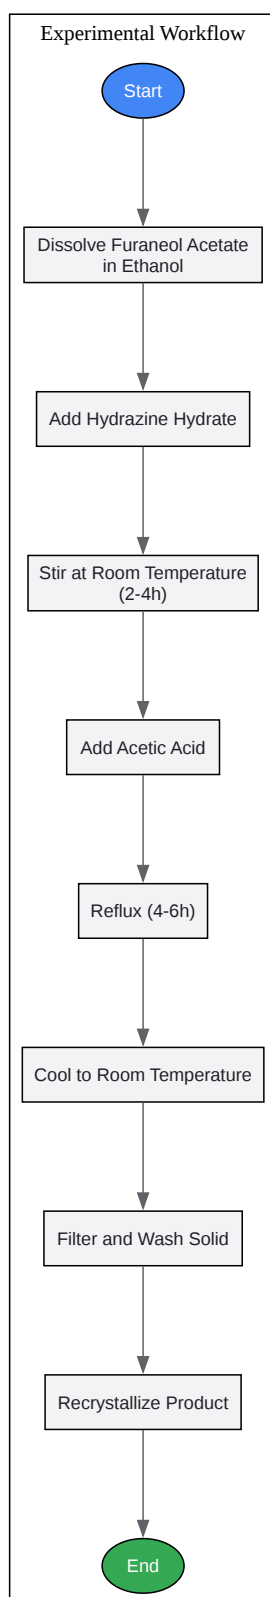 Experimental Workflow
Start
Dissolve Furaneol Acetate
in Ethanol
Add Hydrazine Hydrate
Stir at Room Temperature
(2-4h)
Add Acetic Acid
Reflux (4-6h)
Cool to Room Temperature
Filter and Wash Solid
Recrystallize Product
End